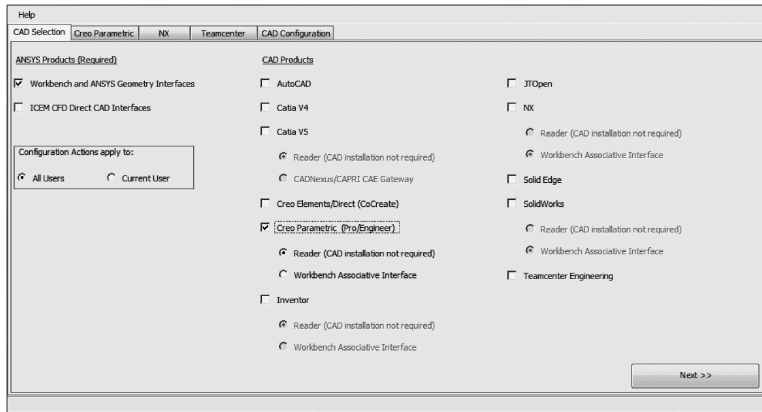 Help
CAD Selection
Creo Parametric
NX
Teamcenter
CAD Configuration
ANSYS Products (Required)
Workbench and ANSYS Geometry Interfaces
ICEM CFD Direct CAD Interfaces
Configuration Actions apply to:
All Users
Current User
CAD Products
AutoCAD
Catia V4
Catia V5
Reader (CAD installation not required)
CADNexus/CAPRI CAE Gateway
Creo Elements/Direct (CoCreate)
Creo Parametric (Pro/Engineer)
Reader (CAD installation not required)
Workbench Associative Interface
Inventor
Reader (CAD installation not required)
Workbench Associative Interface
JTOpen
NX
Reader (CAD installation not required)
Workbench Associative Interface
Solid Edge
SolidWorks
Reader (CAD installation not required)
Workbench Associative Interface
Teamcenter Engineering
Next >>